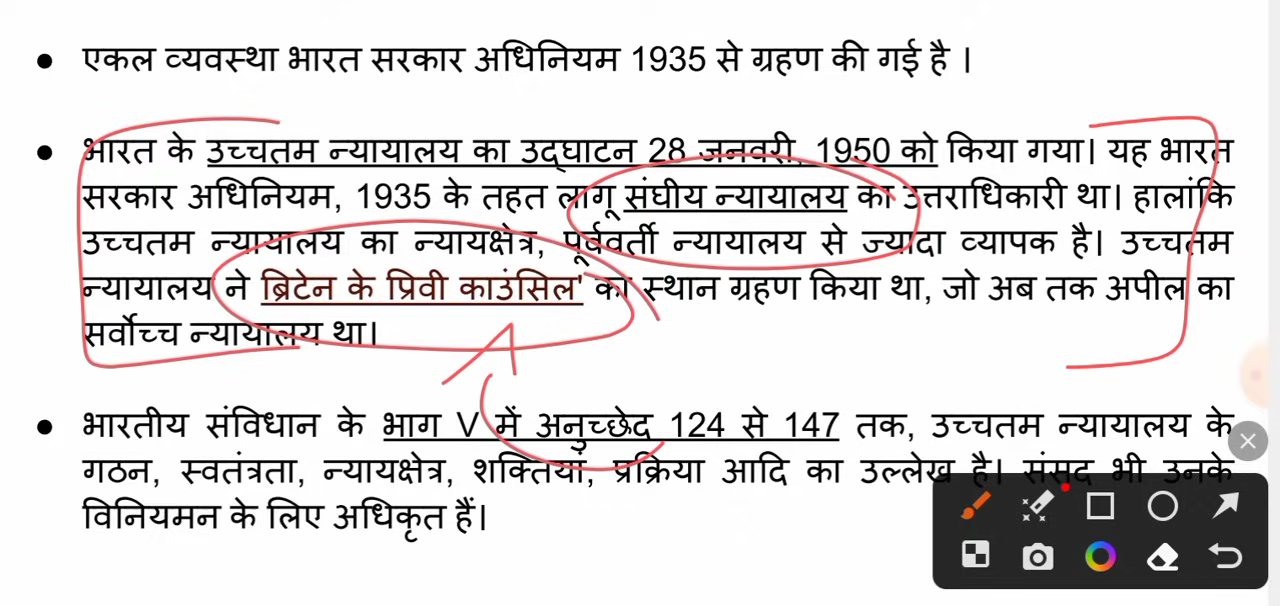 ● एकल व्यवस्था भारत सरकार अधिनियम 1935 से ग्रहण की गई है ।
● भारत के उच्चतम न्यायालय का उद्घाटन 28 जनवरी, 1950 को किया गया। यह भारत
सरकार अधिनियम, 1935 के तहत लागू संघीय न्यायालय का उत्तराधिकारी था। हालांकि
उच्चतम न्यायालय का न्यायक्षेत्र, पूर्ववर्ती न्यायालय से ज्यादा व्यापक है। उच्चतम
न्यायालय ने ब्रिटेन के प्रिवी काउंसिल' का स्थान ग्रहण किया था, जो अब तक अपील का
सर्वोच्च न्यायालय था।
● भारतीय संविधान के भाग V में अनुच्छेद 124 से 147 तक, उच्चतम न्यायालय के
गठन, स्वतंत्रता, न्यायक्षेत्र, शक्तियां, प्रक्रिया आदि का उल्लेख है। संसद भी उनके
विनियमन के लिए अधिकृत हैं।